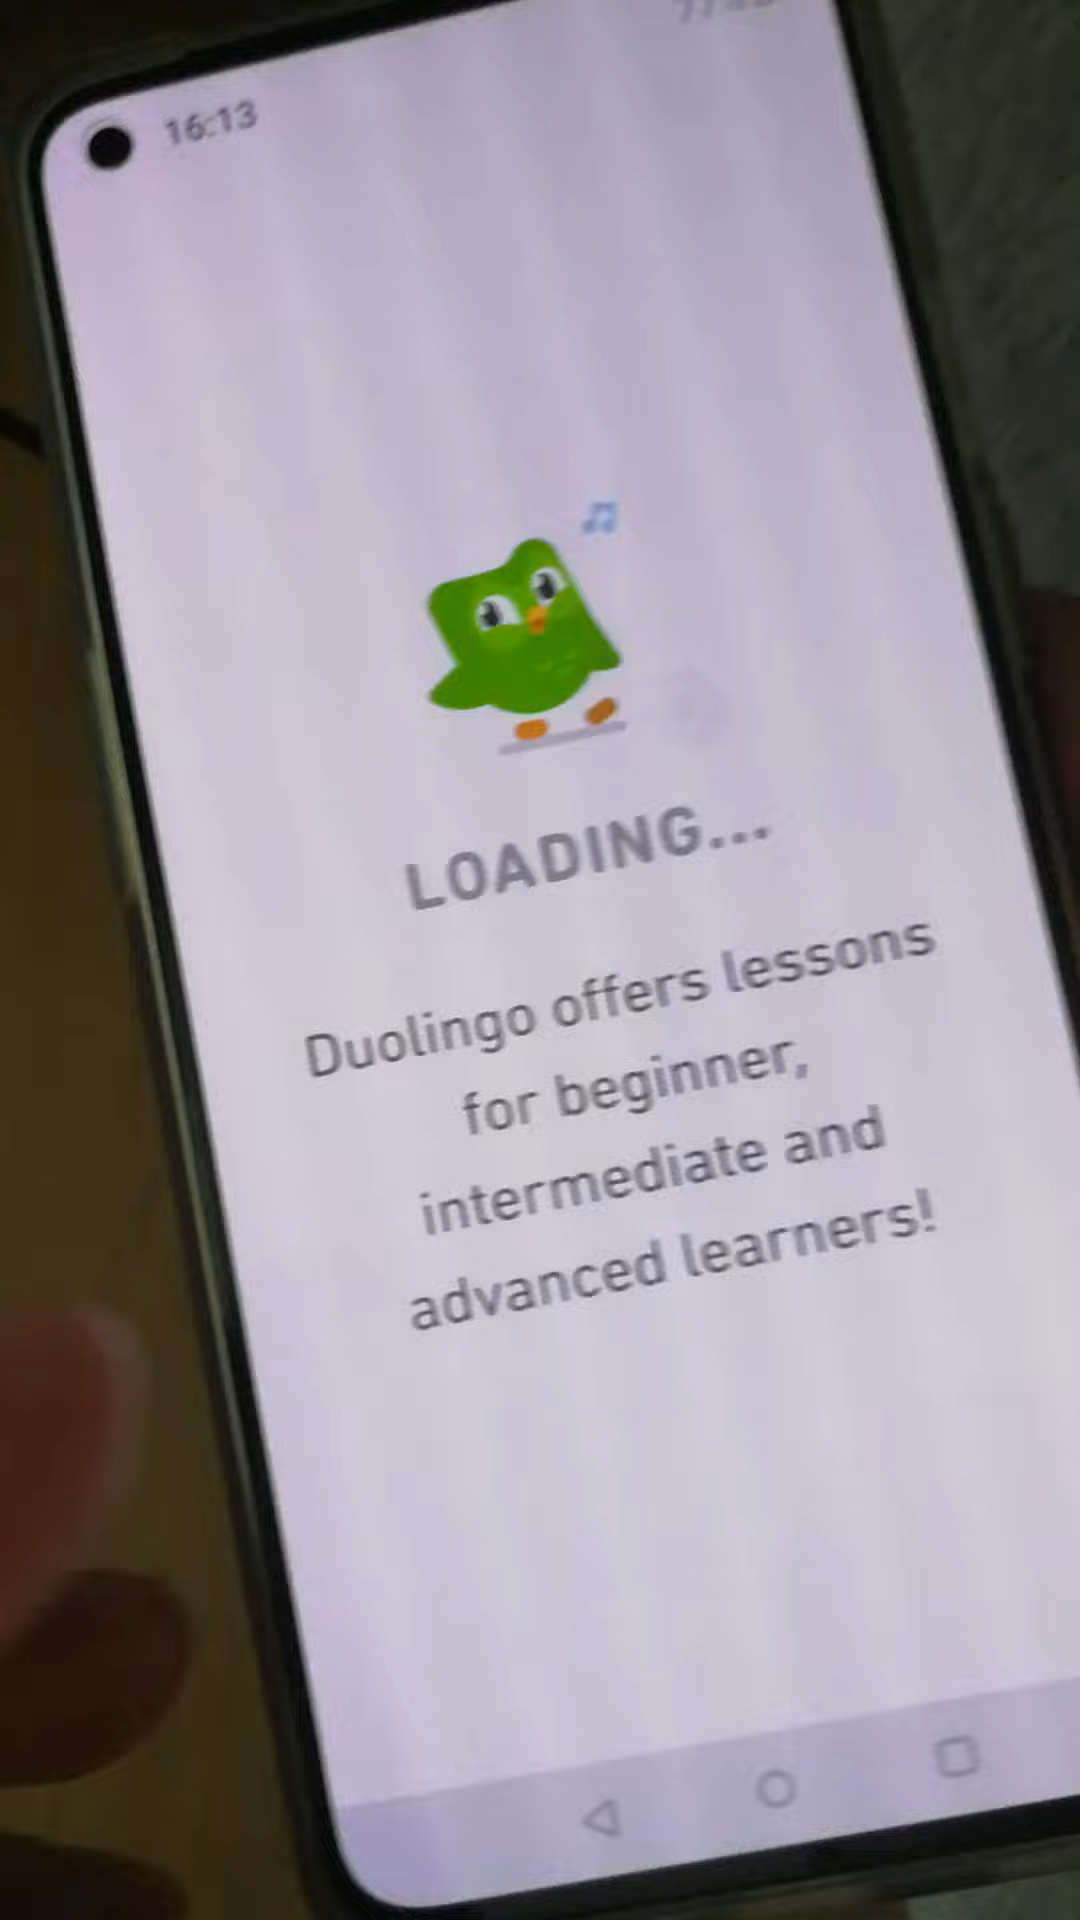 16:13
LOADING...
Duolingo offers lessons
for beginner,
intermediate and
advanced learners!